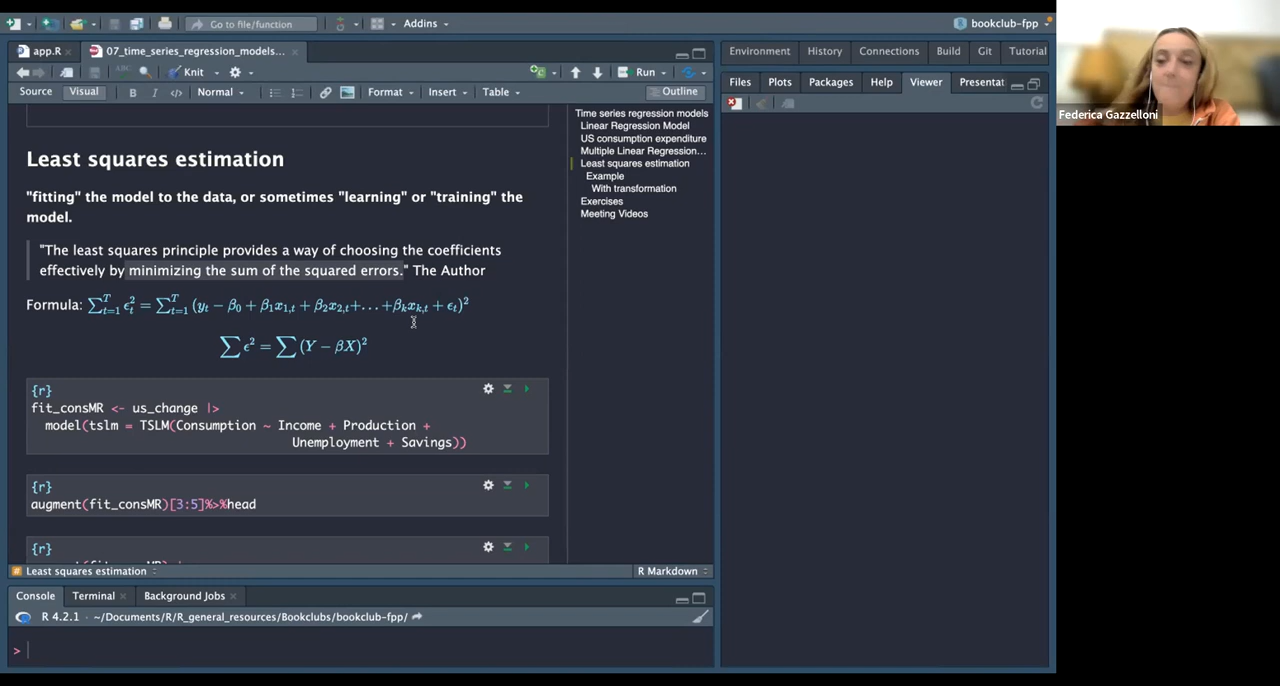 Go to file/function
Addins
bookclub-fpp
app.R
07_time_series_regression_models...
Environment
History
Connections
Build
Git
Tutorial
Knit
Run
Files
Plots
Packages
Help
Viewer
Presentat
Source
Visual
B
I
</>
Normal
Format
Insert
Table
Outline
Federica Gazzelloni
Time series regression models
Linear Regression Model
US consumption expenditure
Multiple Linear Regression...
Least squares estimation
Example
With transformation
Exercises
Meeting Videos
Least squares estimation
"fitting" the model to the data, or sometimes "learning" or "training" the
model.
"The least squares principle provides a way of choosing the coefficients
effectively by minimizing the sum of the squared errors." The Author
Formula: ∑ᵀₜ₌₁ ϵₜ² = ∑ᵀₜ₌₁ (yₜ − β₀ + β₁x₁,ₜ + β₂x₂,ₜ+. . .+βₖxₖ,ₜ + ϵₜ)²
∑ ϵ² = ∑ (Y − βX)²
{r}
fit_consMR <- us_change |>
model(tslm = TSLM(Consumption ~ Income + Production +
Unemployment + Savings))
{r}
augment(fit_consMR)[3:5]%>%head
{r}
# Least squares estimation
R Markdown
Console
Terminal
Background Jobs
R 4.2.1 · ~/Documents/R/R_general_resources/Bookclubs/bookclub-fpp/
>